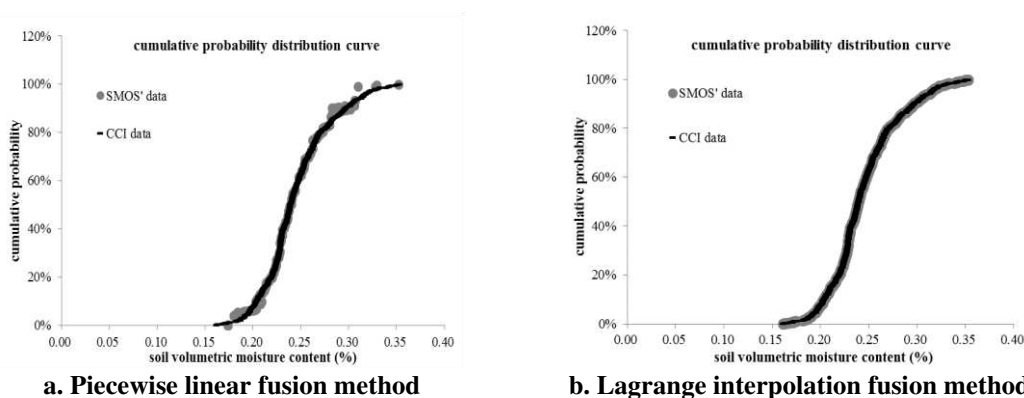 cumulative probability distribution curve
120%
100%
80%
60%
40%
20%
0%
cumulative probability
SMOS' data
CCI data
0.00 0.05 0.10 0.15 0.20 0.25 0.30 0.35 0.40
soil volumetric moisture content (%)
a. Piecewise linear fusion method
cumulative probability distribution curve
120%
100%
80%
60%
40%
20%
0%
cumulative probability
SMOS' data
CCI data
0.00 0.05 0.10 0.15 0.20 0.25 0.30 0.35 0.40
soil volumetric moisture content (%)
b. Lagrange interpolation fusion method